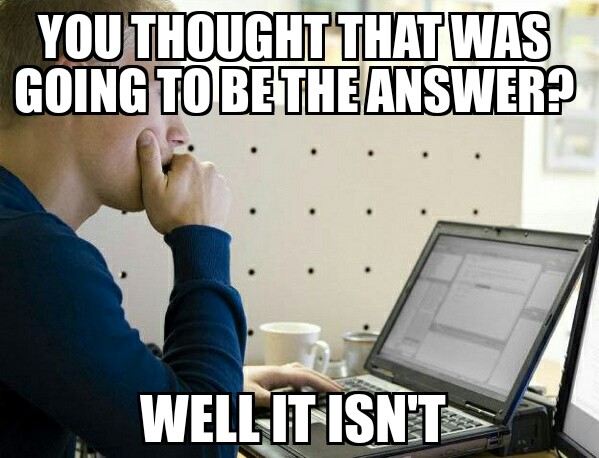 YOU THOUGHT THAT WAS
GOING TO BE THE ANSWER?
WELL IT ISN'T